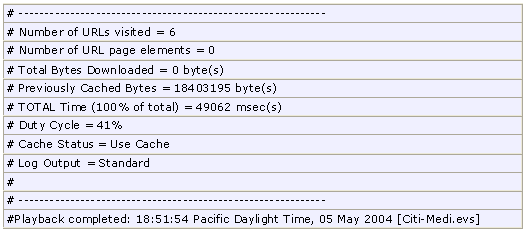 # --------------------------------------------------------
# Number of URLs visited = 6
# Number of URL page elements = 0
# Total Bytes Downloaded = 0 byte(s)
# Previously Cached Bytes = 18403195 byte(s)
# TOTAL Time (100% of total) = 49062 msec(s)
# Duty Cycle = 41%
# Cache Status = Use Cache
# Log Output = Standard
#
# --------------------------------------------------------
#Playback completed: 18:51:54 Pacific Daylight Time, 05 May 2004 [Citi-Medi.evs]